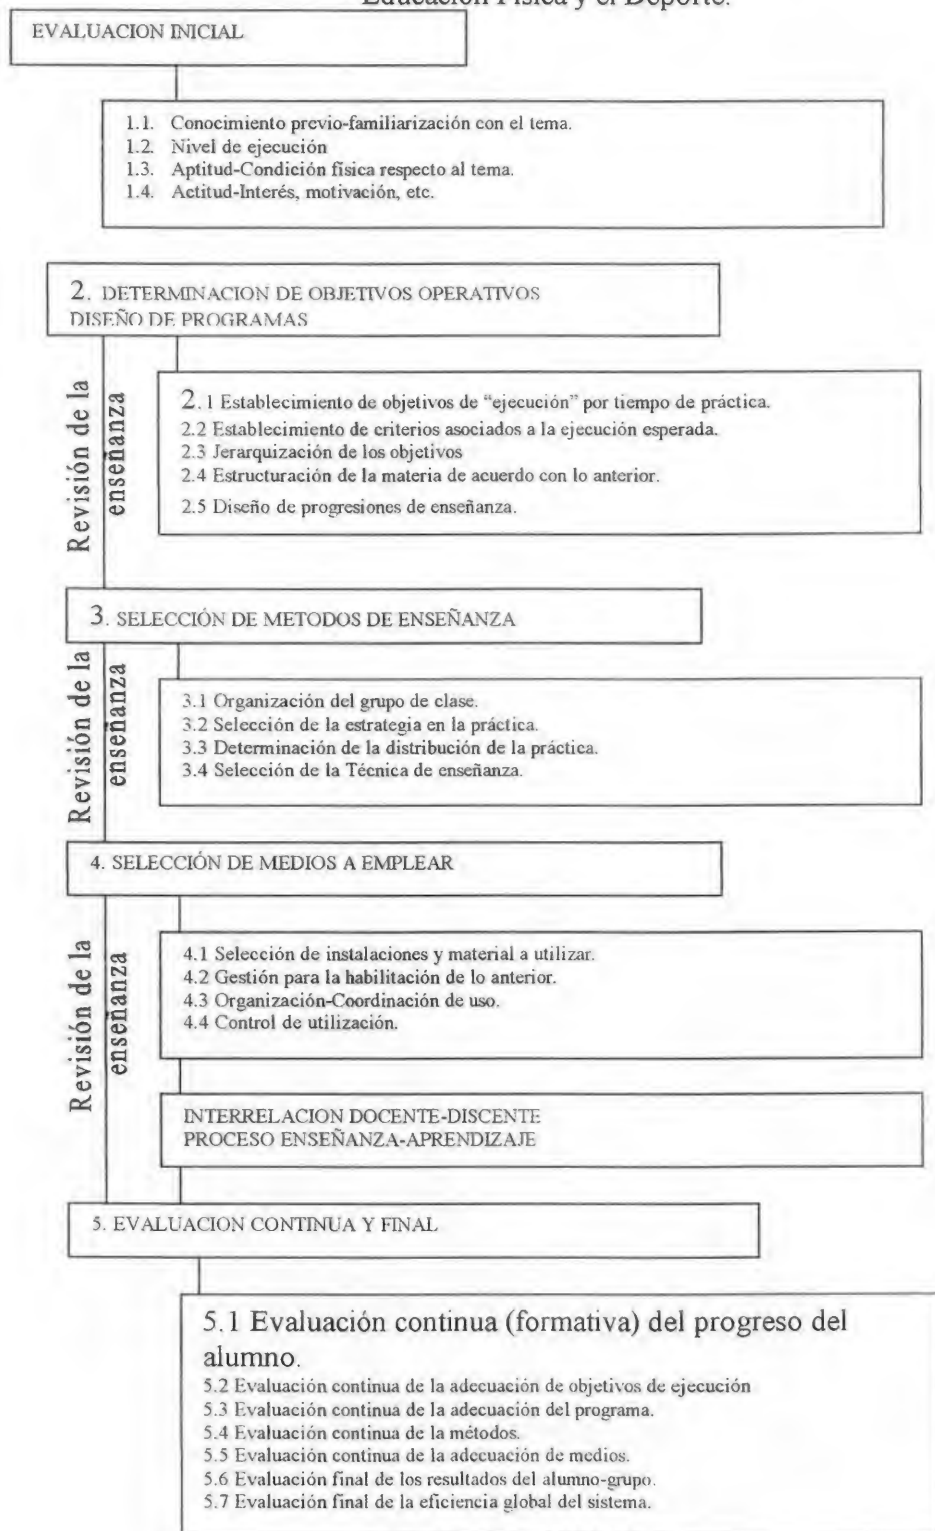 Educación Física y el Deporte.
EVALUACION INICIAL
1.1. Conocimiento previo-familiarización con el tema.
1.2. Nivel de ejecución
1.3. Aptitud-Condición física respecto al tema.
1.4. Actitud-Interés, motivación, etc.
2. DETERMINACION DE OBJETIVOS OPERATIVOS
DISEÑO DE PROGRAMAS
Revisión de la
enseñanza
2.1 Establecimiento de objetivos de “ejecución” por tiempo de práctica.
2.2 Establecimiento de criterios asociados a la ejecución esperada.
2.3 Jerarquización de los objetivos
2.4 Estructuración de la materia de acuerdo con lo anterior.
2.5 Diseño de progresiones de enseñanza.
3. SELECCIÓN DE METODOS DE ENSEÑANZA
Revisión de la
enseñanza
3.1 Organización del grupo de clase.
3.2 Selección de la estrategia en la práctica.
3.3 Determinación de la distribución de la práctica.
3.4 Selección de la Técnica de enseñanza.
4. SELECCIÓN DE MEDIOS A EMPLEAR
Revisión de la
enseñanza
4.1 Selección de instalaciones y material a utilizar.
4.2 Gestión para la habilitación de lo anterior.
4.3 Organización-Coordinación de uso.
4.4 Control de utilización.
INTERRELACION DOCENTE-DISCENTE
PROCESO ENSEÑANZA-APRENDIZAJE
5. EVALUACION CONTINUA Y FINAL
5.1 Evaluación continua (formativa) del progreso del
alumno.
5.2 Evaluación continua de la adecuación de objetivos de ejecución
5.3 Evaluación continua de la adecuación del programa.
5.4 Evaluación continua de la métodos.
5.5 Evaluación continua de la adecuación de medios.
5.6 Evaluación final de los resultados del alumno-grupo.
5.7 Evaluación final de la eficiencia global del sistema.